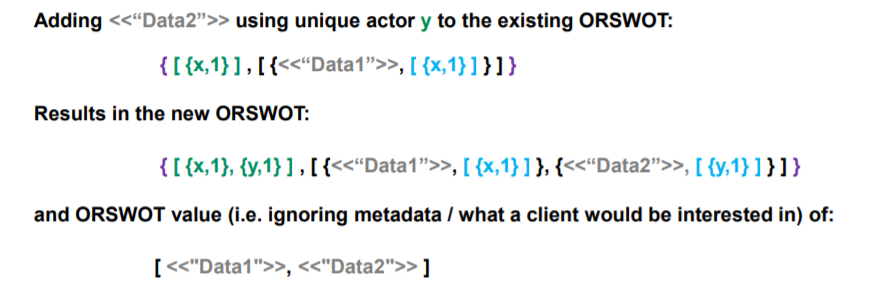 Adding <<“Data2”>> using unique actor y to the existing ORSWOT:
{ [ {x,1} ] , [ {<<“Data1”>>, [ {x,1} ] } ] }
Results in the new ORSWOT:
{ [ {x,1}, {y,1} ] , [ {<<“Data1”>>, [ {x,1} ] }, {<<“Data2”>>, [ {y,1} ] } ] }
and ORSWOT value (i.e. ignoring metadata / what a client would be interested in) of:
[ <<"Data1">>, <<"Data2">> ]